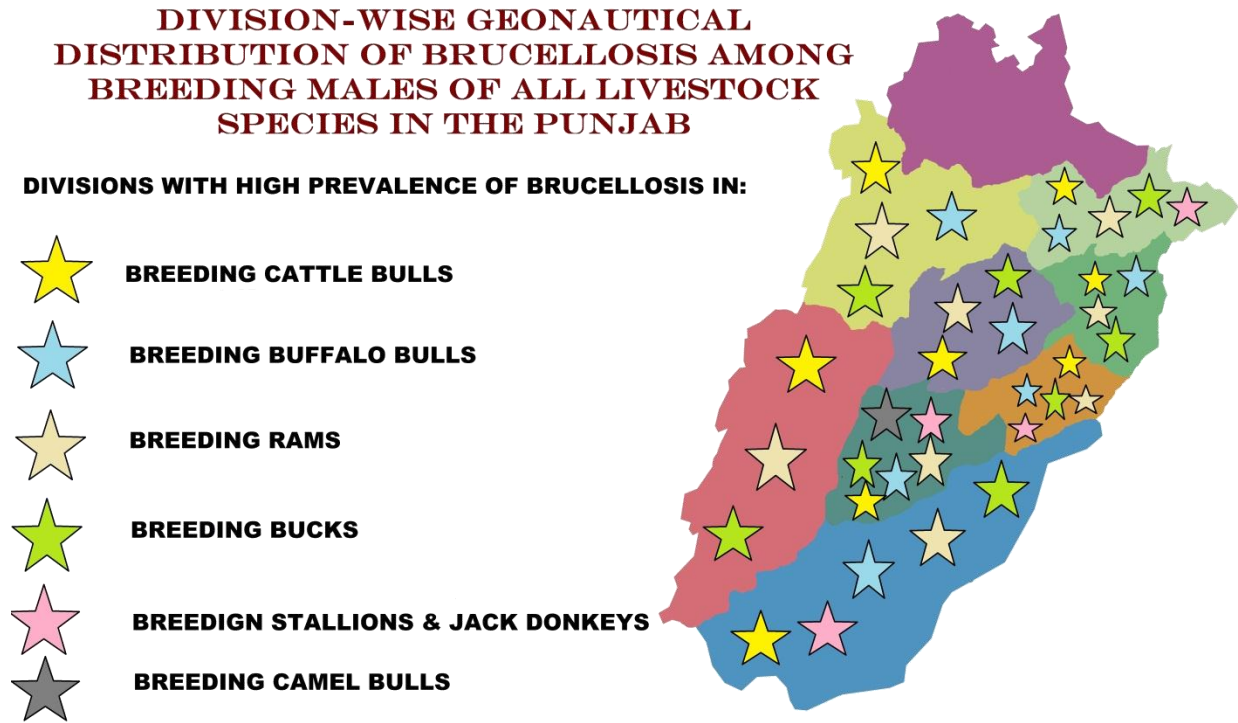 DIVISION-WISE GEONAUTICAL
DISTRIBUTION OF BRUCELLOSIS AMONG
BREEDING MALES OF ALL LIVESTOCK
SPECIES IN THE PUNJAB
DIVISIONS WITH HIGH PREVALENCE OF BRUCELLOSIS IN:
BREEDING CATTLE BULLS
BREEDING BUFFALO BULLS
BREEDING RAMS
BREEDING BUCKS
BREEDIGN STALLIONS & JACK DONKEYS
BREEDING CAMEL BULLS